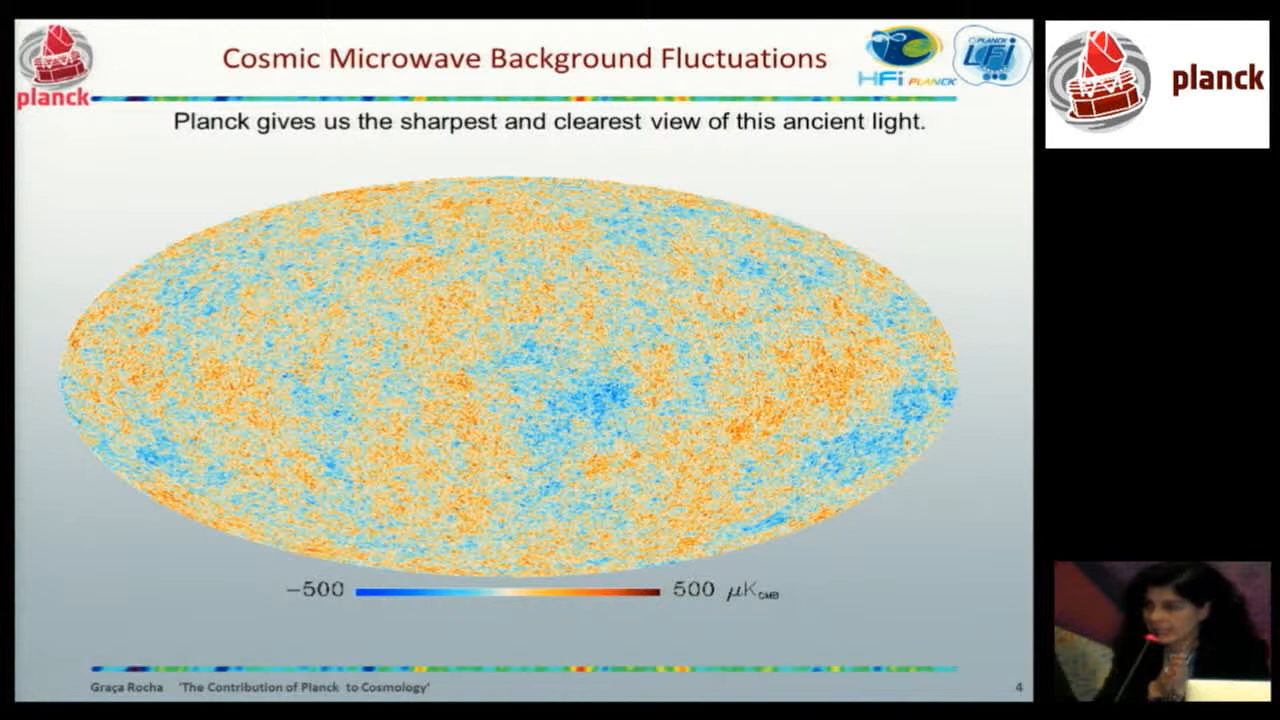 Cosmic Microwave Background Fluctuations
planck
HFi PLANCK
PLANCK
LFi
planck
Planck gives us the sharpest and clearest view of this ancient light.
−500
500 μK_CMB
Graça Rocha 'The Contribution of Planck to Cosmology'
4